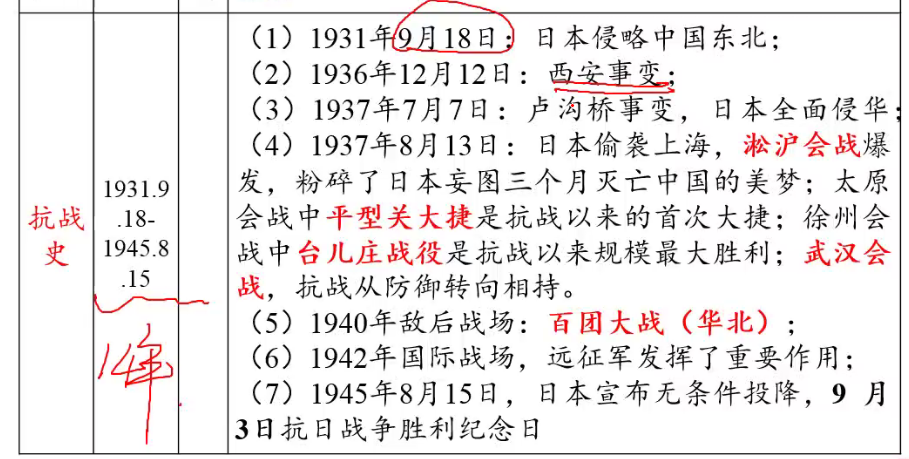 抗战
史
1931.9
.18-
1945.8
.15
14年
（1）1931年9月18日：日本侵略中国东北；
（2）1936年12月12日：西安事变；
（3）1937年7月7日：卢沟桥事变，日本全面侵华；
（4）1937年8月13日：日本偷袭上海，淞沪会战爆
发，粉碎了日本妄图三个月灭亡中国的美梦；太原
会战中平型关大捷是抗战以来的首次大捷；徐州会
战中台儿庄战役是抗战以来规模最大胜利；武汉会
战，抗战从防御转向相持。
（5）1940年敌后战场：百团大战（华北）；
（6）1942年国际战场，远征军发挥了重要作用；
（7）1945年8月15日，日本宣布无条件投降，9 月
3日抗日战争胜利纪念日